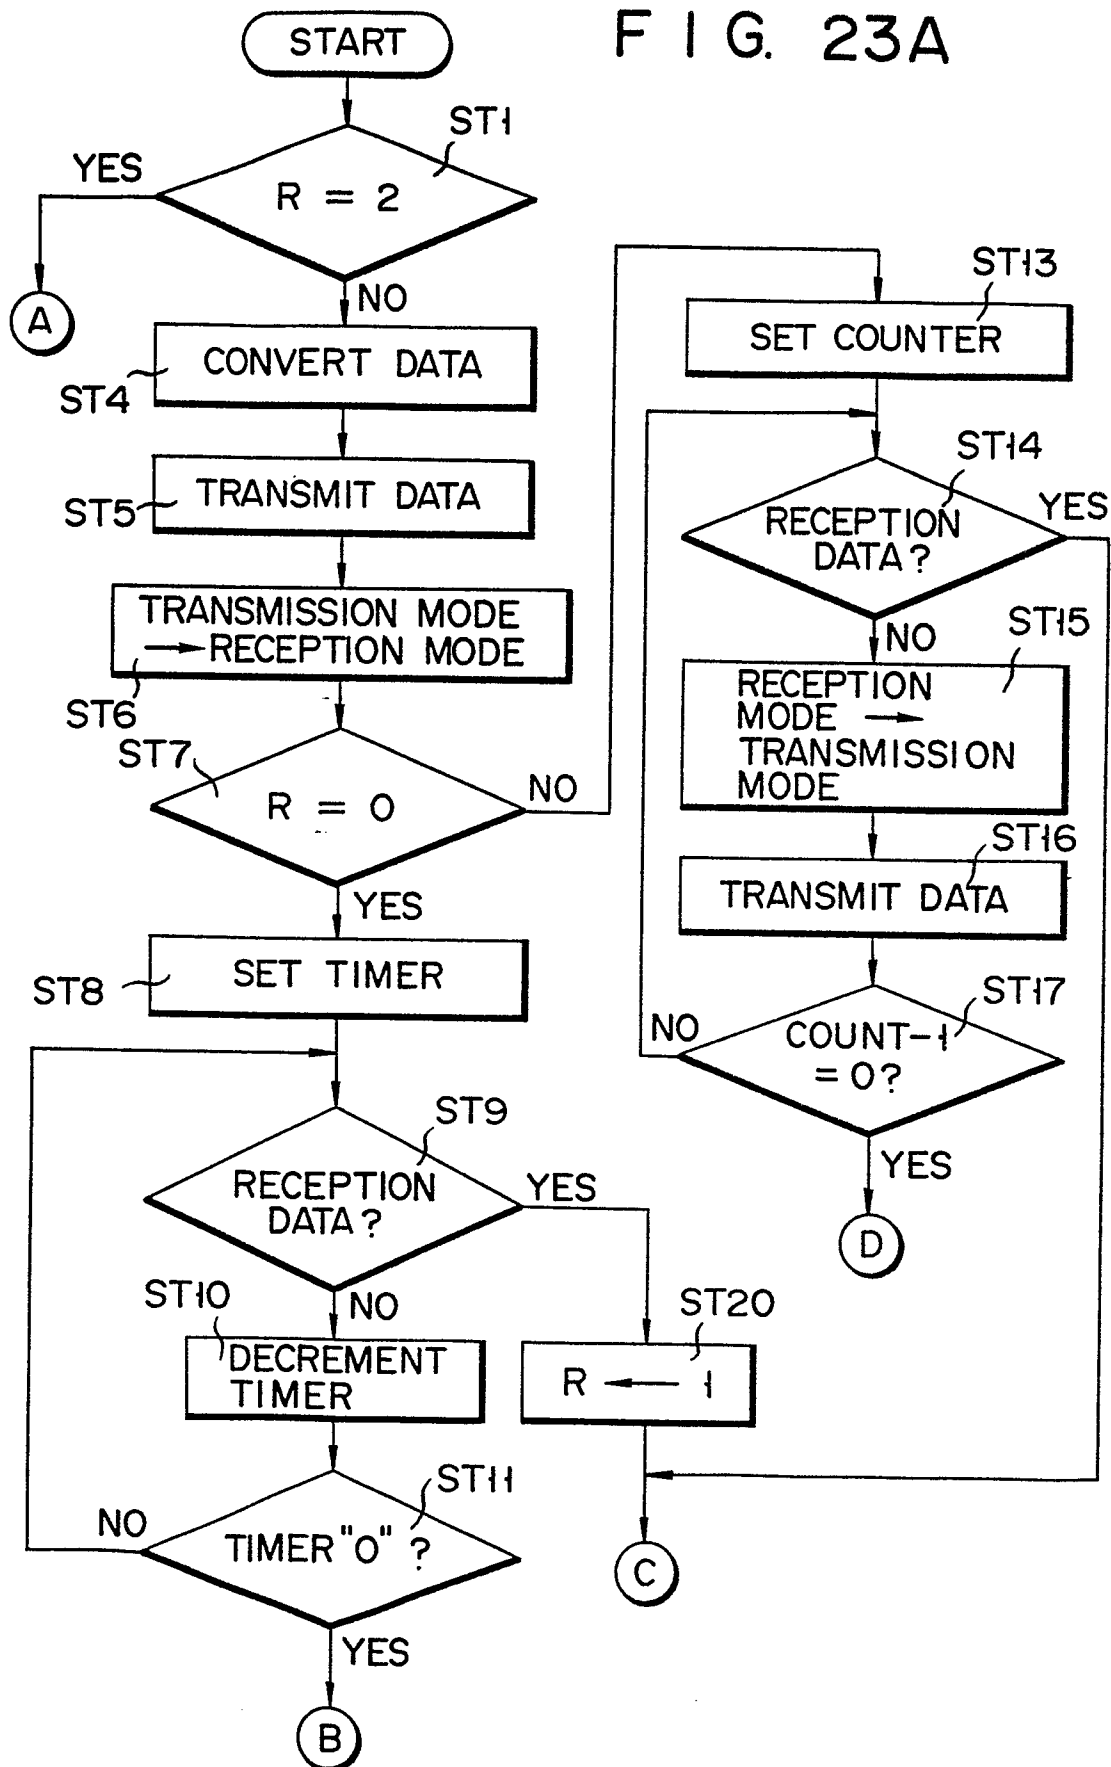 FIG. 23A
START
ST1
R = 2
YES
A
NO
CONVERT DATA
ST4
TRANSMIT DATA
ST5
TRANSMISSION MODE
→ RECEPTION MODE
ST6
ST7
R = 0
NO
YES
SET TIMER
ST8
ST9
RECEPTION
DATA?
YES
NO
ST10
DECREMENT
TIMER
ST11
TIMER "0" ?
NO
YES
B
ST20
R ← 1
C
ST13
SET COUNTER
ST14
RECEPTION
DATA?
YES
NO
ST15
RECEPTION
MODE →
TRANSMISSION
MODE
ST16
TRANSMIT DATA
ST17
COUNT-1
= 0?
NO
YES
D